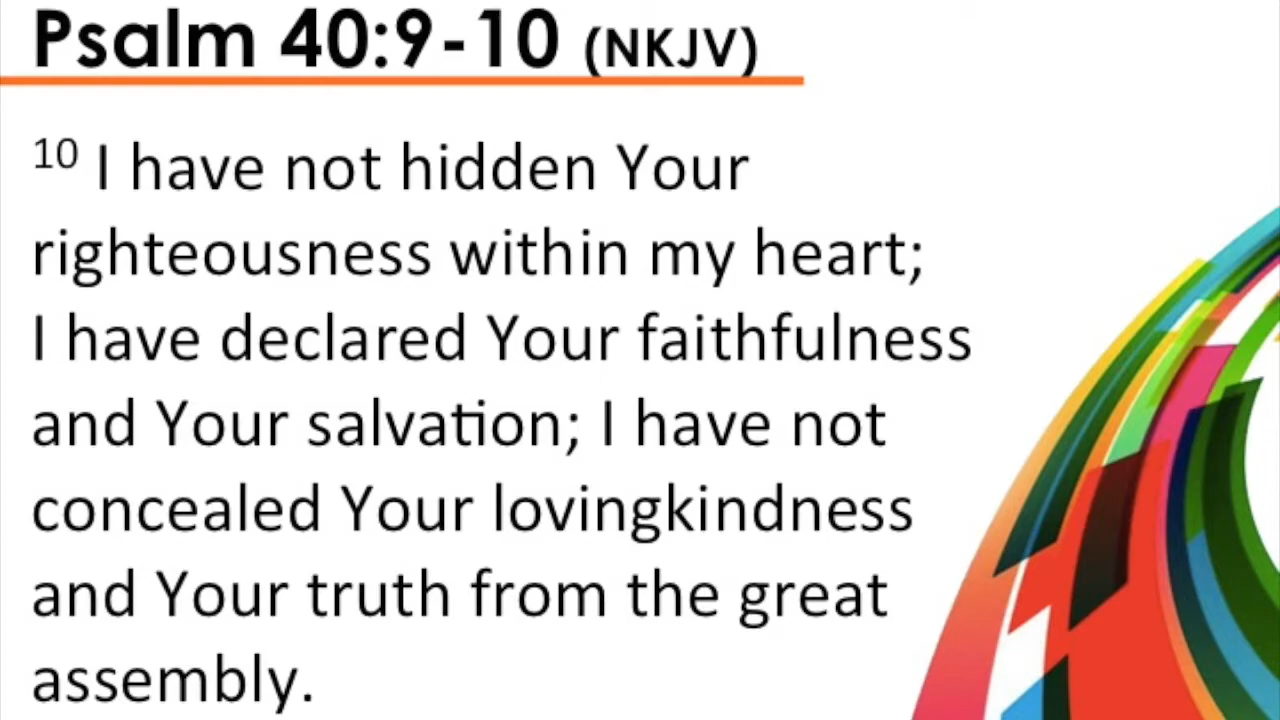 Psalm 40:9-10 (NKJV)
10 I have not hidden Your
righteousness within my heart;
I have declared Your faithfulness
and Your salvation; I have not
concealed Your lovingkindness
and Your truth from the great
assembly.